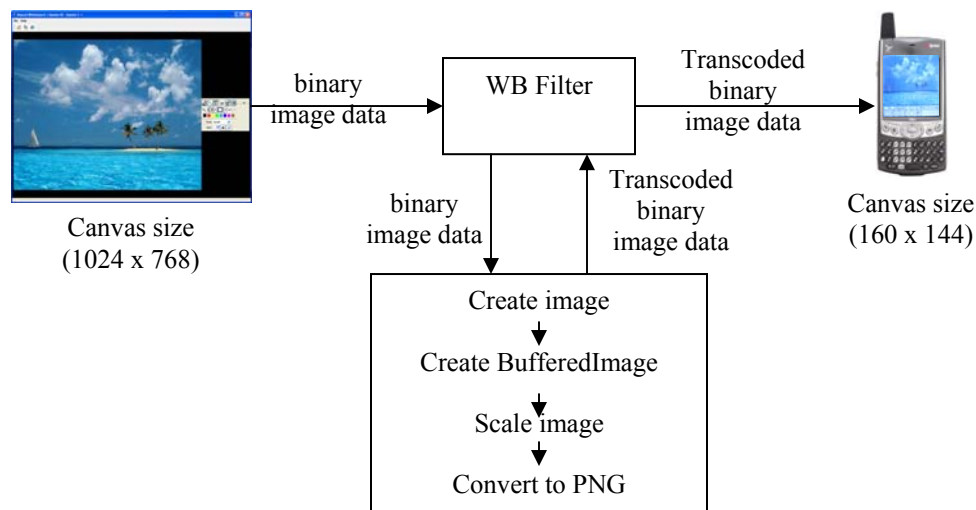 binary
image data
WB Filter
Transcoded
binary
image data
Canvas size
(1024 x 768)
Canvas size
(160 x 144)
binary
image data
Transcoded
binary
image data
Create image
Create BufferedImage
Scale image
Convert to PNG